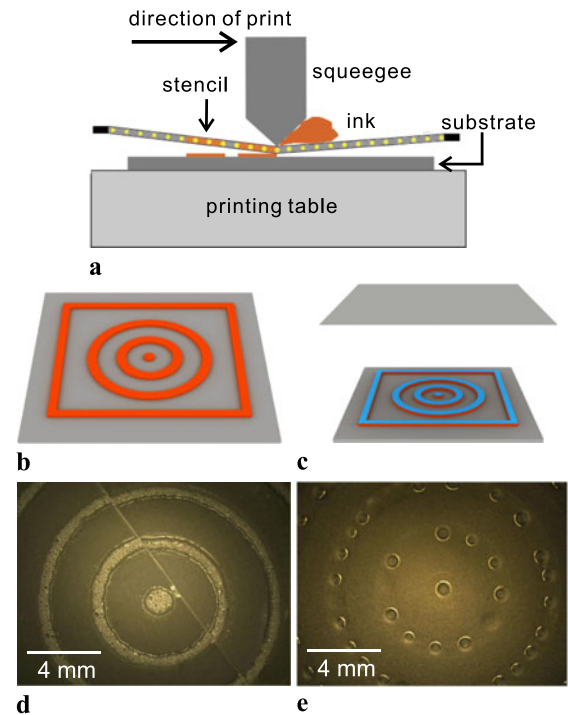 direction of print
squeegee
stencil
ink
substrate
printing table
a
b
c
4 mm
4 mm
d
e